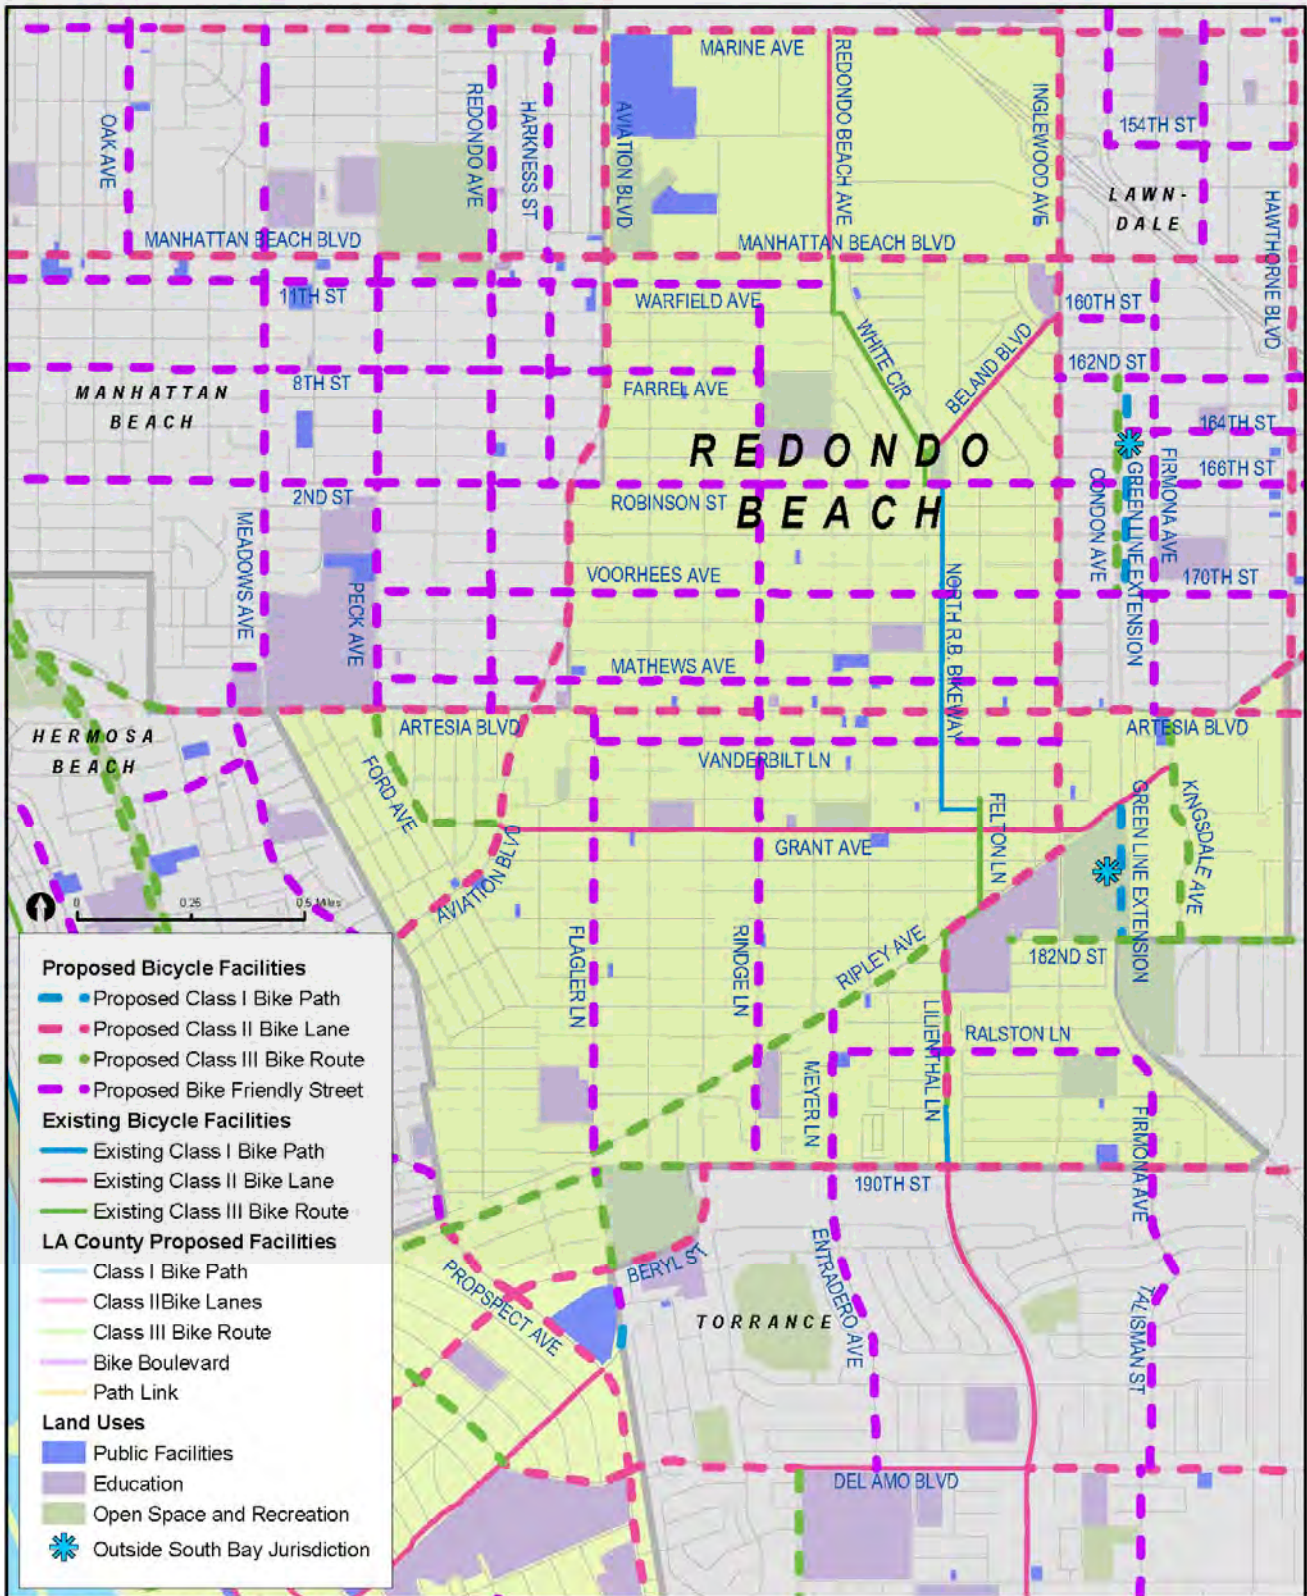 MARINE AVE
REDONDO BEACH AVE
INGLEWOOD AVE
OAK AVE
REDONDO AVE
HARKNESS ST
AVIATION BLVD
154TH ST
LAWN-
DALE
HAWTHORNE BLVD
MANHATTAN BEACH BLVD
MANHATTAN BEACH BLVD
11TH ST
WARFIELD AVE
160TH ST
WHITE CIR
BELAND BLVD
162ND ST
8TH ST
FARREL AVE
MANHATTAN
BEACH
164TH ST
REDONDO
BEACH
166TH ST
2ND ST
ROBINSON ST
CONDON AVE
GREEN LINE EXTENSION
FIRMONA AVE
MEADOWS AVE
PECK AVE
VOORHEES AVE
NORTH R.B. BIKEWAY
170TH ST
MATHEWS AVE
HERMOSA
BEACH
ARTESIA BLVD
ARTESIA BLVD
VANDERBILT LN
FORD AVE
FELTON LN
GREEN LINE EXTENSION
KINGSDALE AVE
AVIATION BLVD
GRANT AVE
0 0.25 0.5 Miles
FLAGLER LN
RINDGE LN
RIPLEY AVE
182ND ST
LILIENTHAL LN
RALSTON LN
MEYER LN
FIRMONA AVE
190TH ST
PROPSPECT AVE
BERYL ST
ENTRADERO AVE
TORRANCE
TALISMAN ST
DEL AMO BLVD
Proposed Bicycle Facilities
Proposed Class I Bike Path
Proposed Class II Bike Lane
Proposed Class III Bike Route
Proposed Bike Friendly Street
Existing Bicycle Facilities
Existing Class I Bike Path
Existing Class II Bike Lane
Existing Class III Bike Route
LA County Proposed Facilities
Class I Bike Path
Class IIBike Lanes
Class III Bike Route
Bike Boulevard
Path Link
Land Uses
Public Facilities
Education
Open Space and Recreation
Outside South Bay Jurisdiction